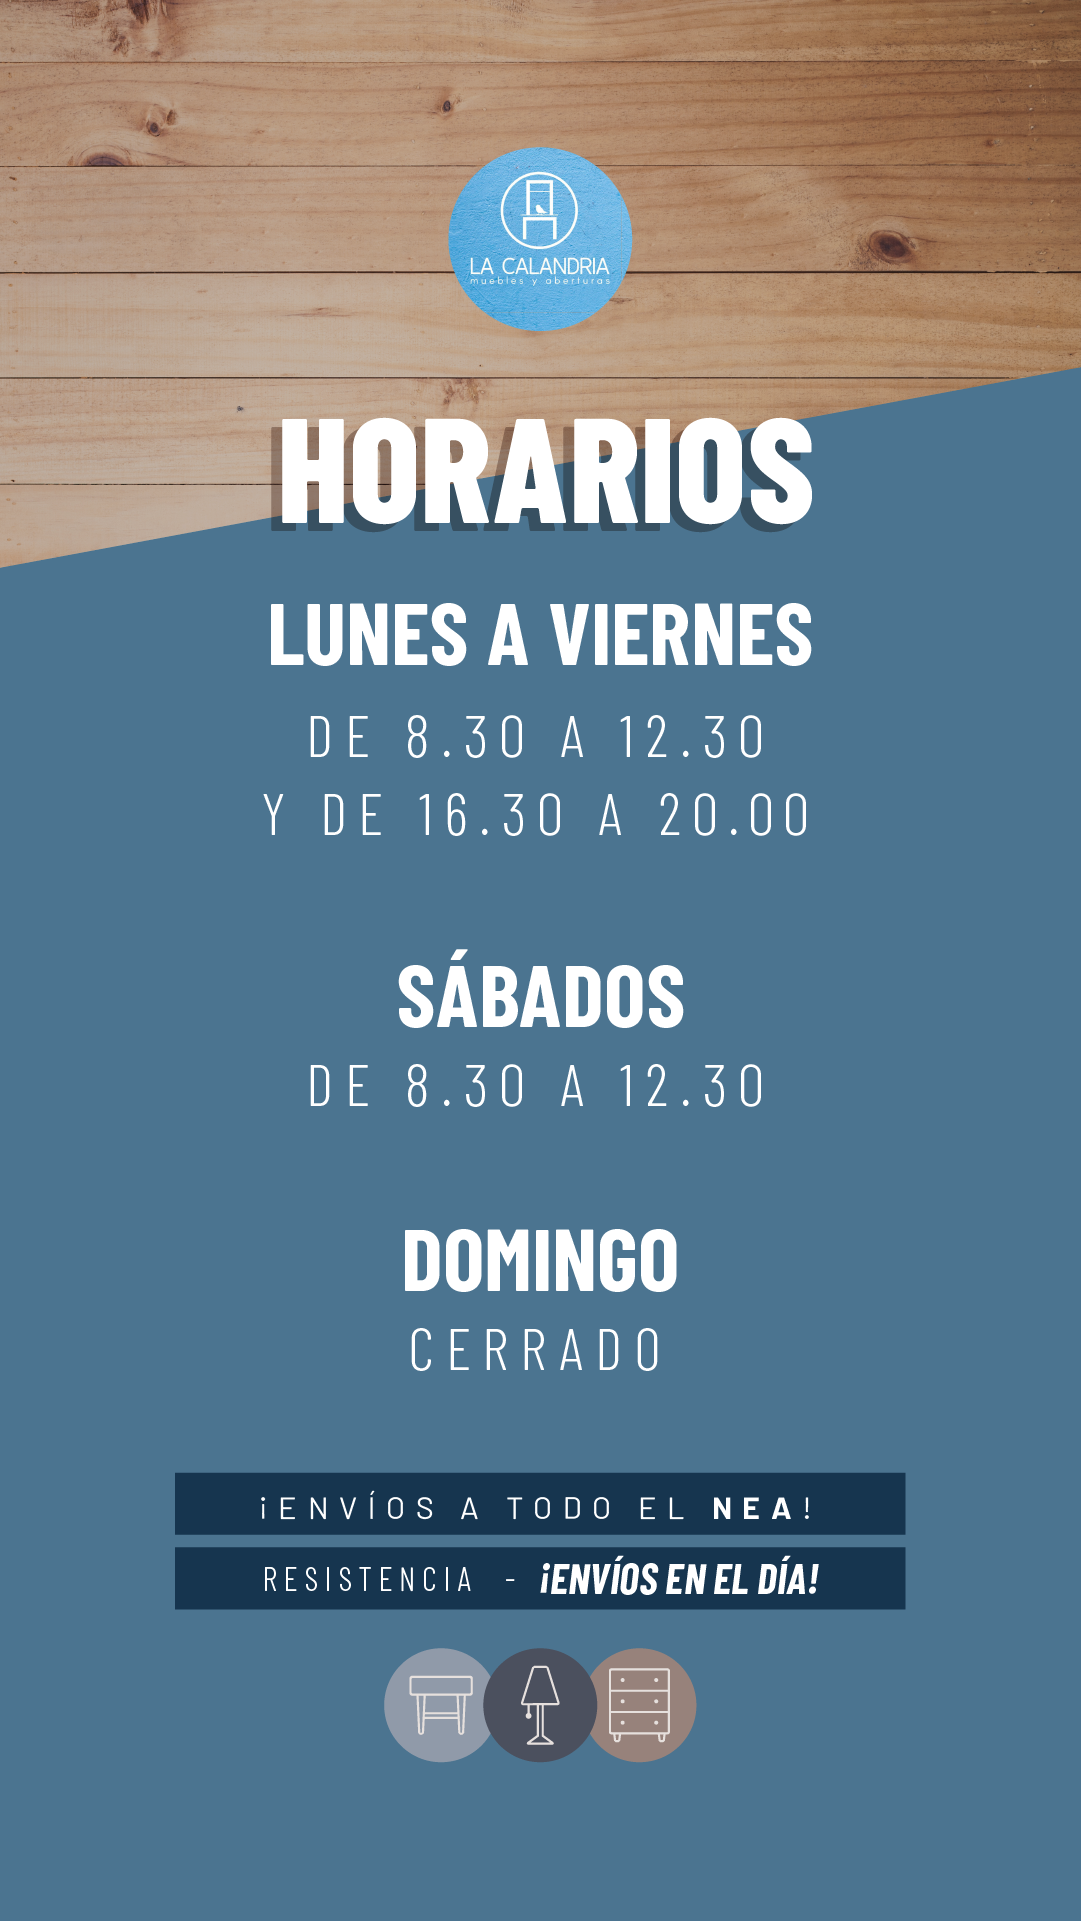 LA CALANDRIA
muebles y aberturas
HORARIOS
LUNES A VIERNES
DE 8.30 A 12.30
Y DE 16.30 A 20.00
SÁBADOS
DE 8.30 A 12.30
DOMINGO
CERRADO
¡ENVÍOS A TODO EL NEA!
RESISTENCIA - ¡ENVÍOS EN EL DÍA!